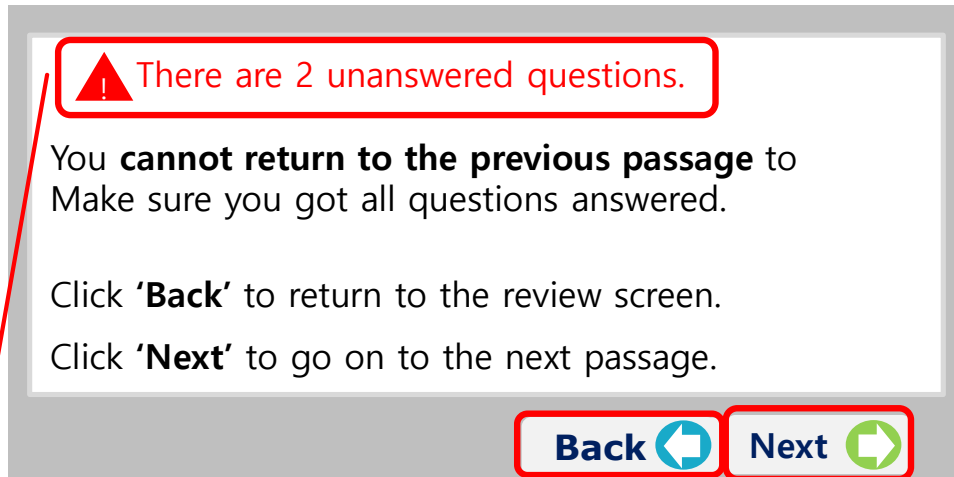 ! There are 2 unanswered questions.
You cannot return to the previous passage to
Make sure you got all questions answered.
Click ‘Back’ to return to the review screen.
Click ‘Next’ to go on to the next passage.
Back Next